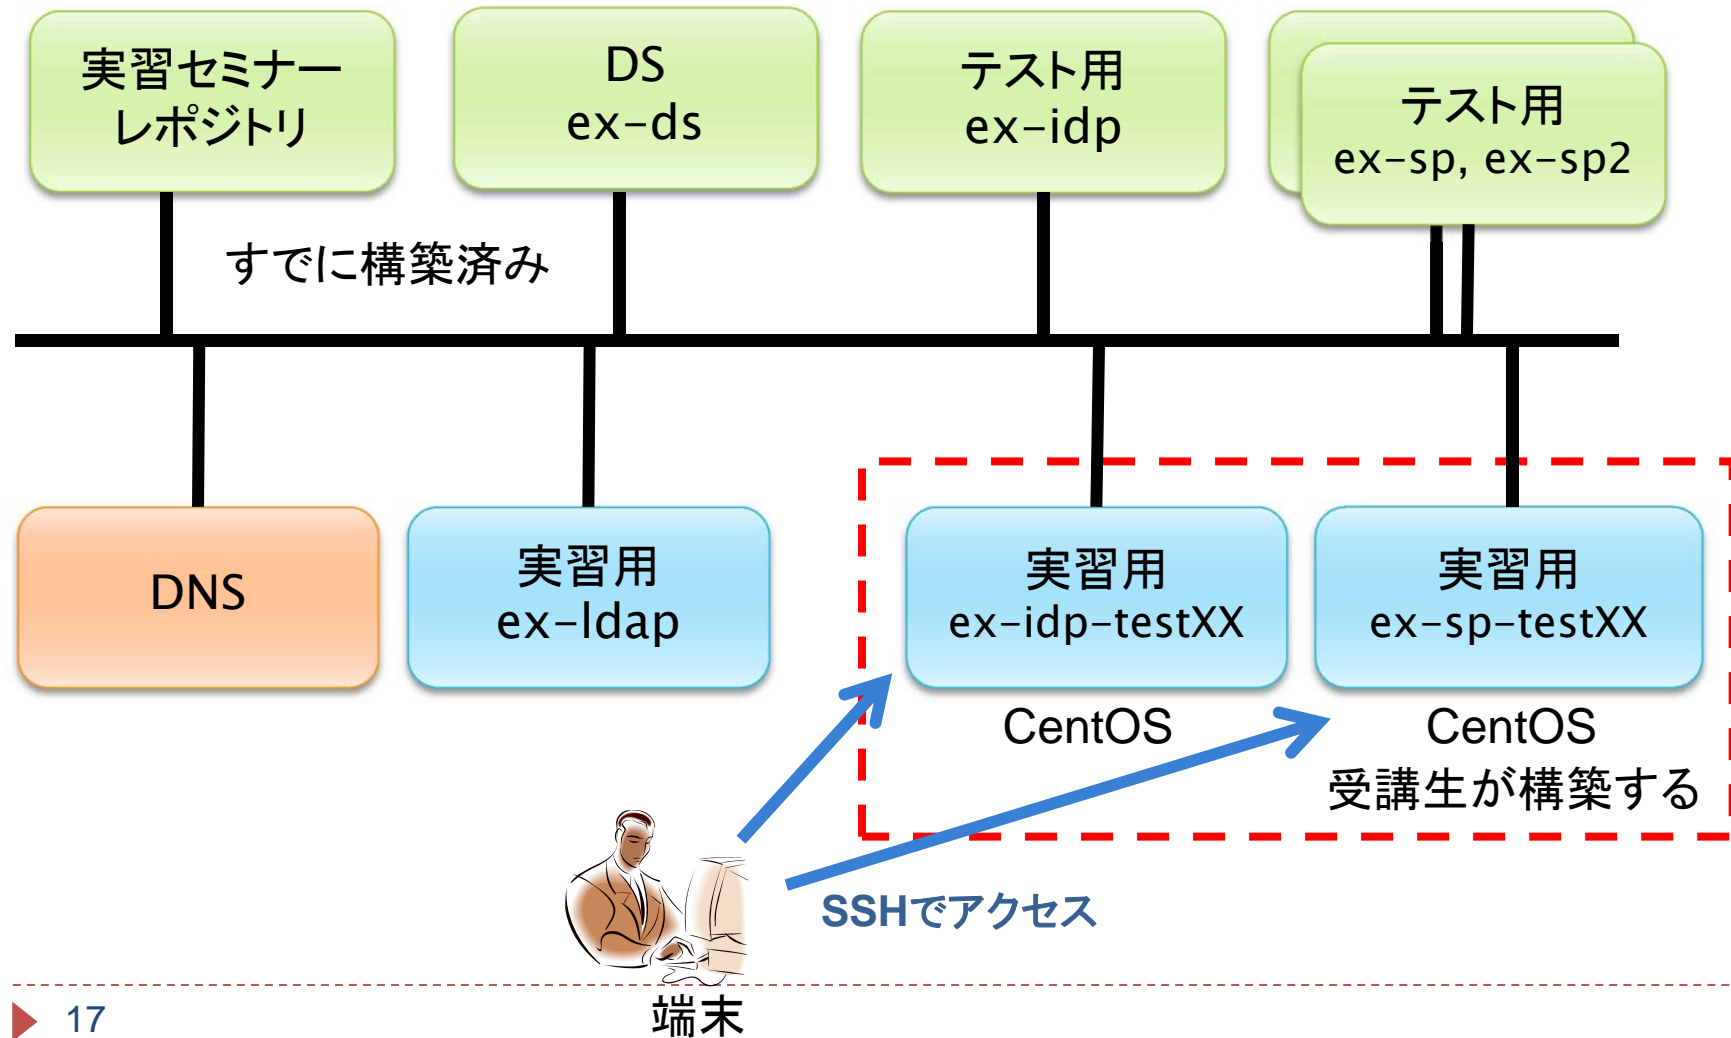 実習セミナー
レポジトリ
DS
ex-ds
テスト用
ex-idp
テスト用
ex-sp, ex-sp2
すでに構築済み
DNS
実習用
ex-ldap
実習用
ex-idp-testXX
実習用
ex-sp-testXX
CentOS
CentOS
受講生が構築する
SSHでアクセス
端末
17